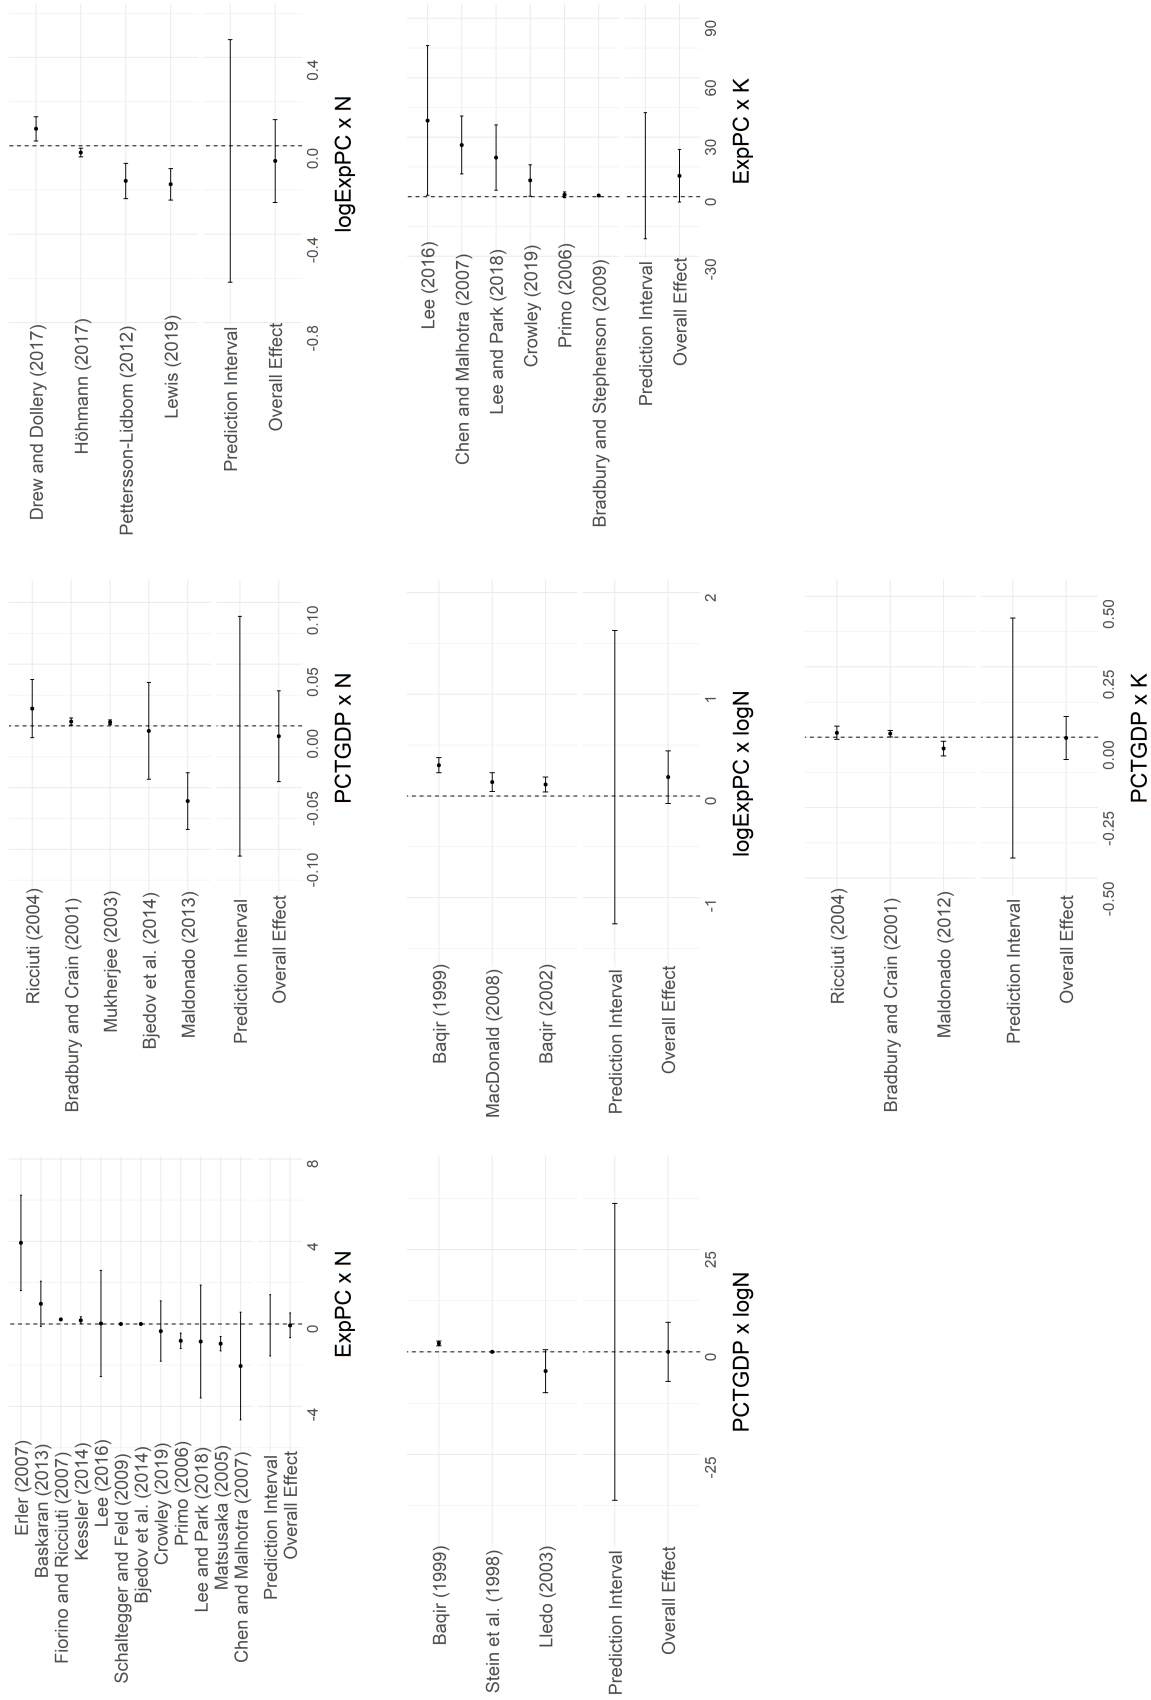 Erler (2007)
Baskaran (2013)
Fiorino and Ricciuti (2007)
Kessler (2014)
Lee (2016)
Schaltegger and Feld (2009)
Bjedov et al. (2014)
Crowley (2019)
Primo (2006)
Lee and Park (2018)
Matsusaka (2005)
Chen and Malhotra (2007)
Prediction Interval
Overall Effect
-4
0
4
8
ExpPC x N
Ricciuti (2004)
Bradbury and Crain (2001)
Mukherjee (2003)
Bjedov et al. (2014)
Maldonado (2013)
Prediction Interval
Overall Effect
-0.10
-0.05
0.00
0.05
0.10
PCTGDP x N
Drew and Dollery (2017)
Höhmann (2017)
Pettersson-Lidbom (2012)
Lewis (2019)
Prediction Interval
Overall Effect
-0.8
-0.4
0.0
0.4
logExpPC x N
Baqir (1999)
Stein et al. (1998)
Lledo (2003)
Prediction Interval
Overall Effect
-25
0
25
PCTGDP x logN
Baqir (1999)
MacDonald (2008)
Baqir (2002)
Prediction Interval
Overall Effect
-1
0
1
2
logExpPC x logN
Lee (2016)
Chen and Malhotra (2007)
Lee and Park (2018)
Crowley (2019)
Primo (2006)
Bradbury and Stephenson (2009)
Prediction Interval
Overall Effect
-30
0
30
60
90
ExpPC x K
Ricciuti (2004)
Bradbury and Crain (2001)
Maldonado (2012)
Prediction Interval
Overall Effect
-0.50
-0.25
0.00
0.25
0.50
PCTGDP x K